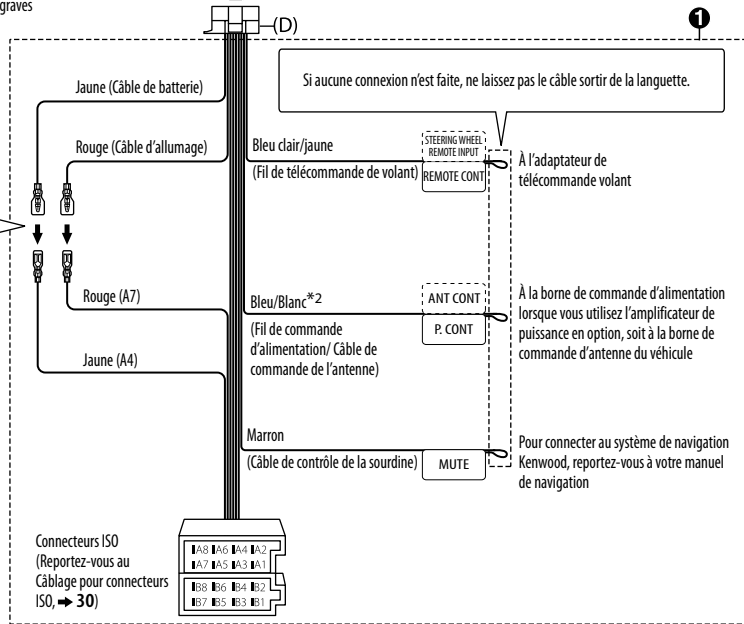 graves
(D)
1
Si aucune connexion n'est faite, ne laissez pas le câble sortir de la languette.
Jaune (Câble de batterie)
Rouge (Câble d'allumage)
Bleu clair/jaune
(Fil de télécommande de volant)
STEERING WHEEL
REMOTE INPUT
REMOTE CONT
À l'adaptateur de
télécommande volant
Rouge (A7)
Jaune (A4)
Bleu/Blanc*2
(Fil de commande
d'alimentation/ Câble de
commande de l'antenne)
ANT CONT
P. CONT
À la borne de commande d'alimentation
lorsque vous utilisez l'amplificateur de
puissance en option, soit à la borne de
commande d'antenne du véhicule
Marron
(Câble de contrôle de la sourdine)
MUTE
Pour connecter au système de navigation
Kenwood, reportez-vous à votre manuel
de navigation
Connecteurs ISO
(Reportez-vous au
Câblage pour connecteurs
ISO, ➡ 30)
A8 A6 A4 A2
A7 A5 A3 A1
B8 B6 B4 B2
B7 B5 B3 B1